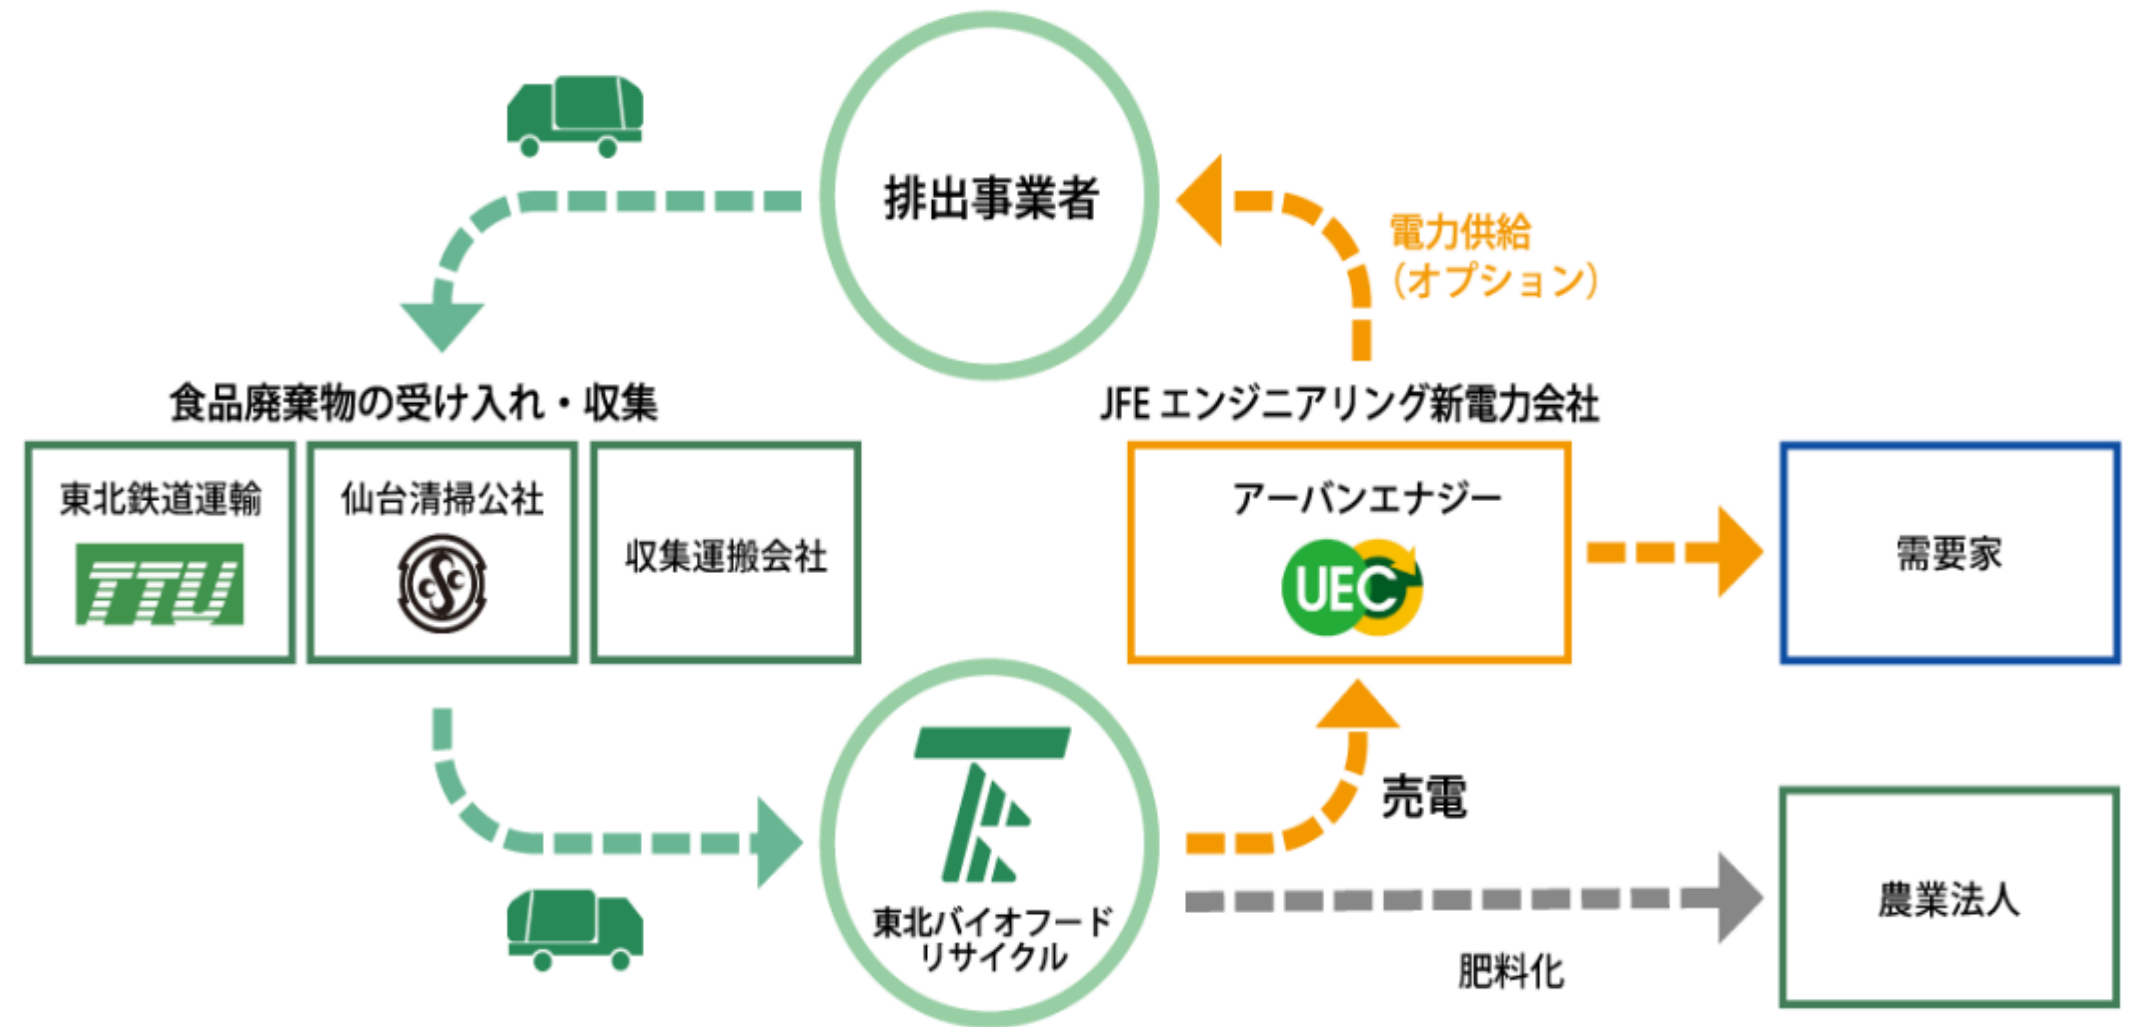 排出事業者
電力供給
（オプション）
食品廃棄物の受け入れ・収集
JFE エンジニアリング新電力会社
東北鉄道運輸
TTU
仙台清掃公社
収集運搬会社
アーバンエナジー
UEC
需要家
売電
東北バイオフード
リサイクル
農業法人
肥料化